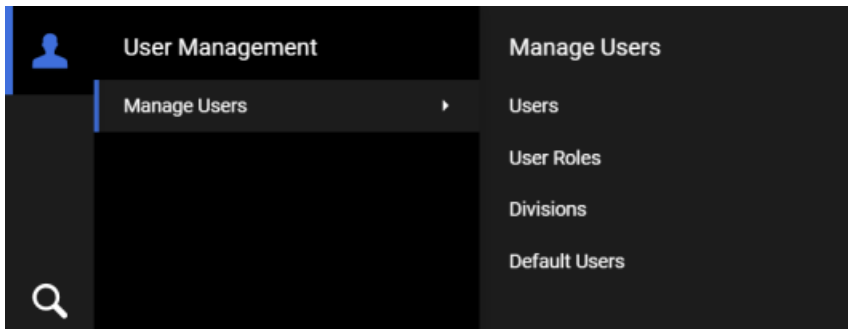 User Management
Manage Users
Manage Users
Users
User Roles
Divisions
Default Users